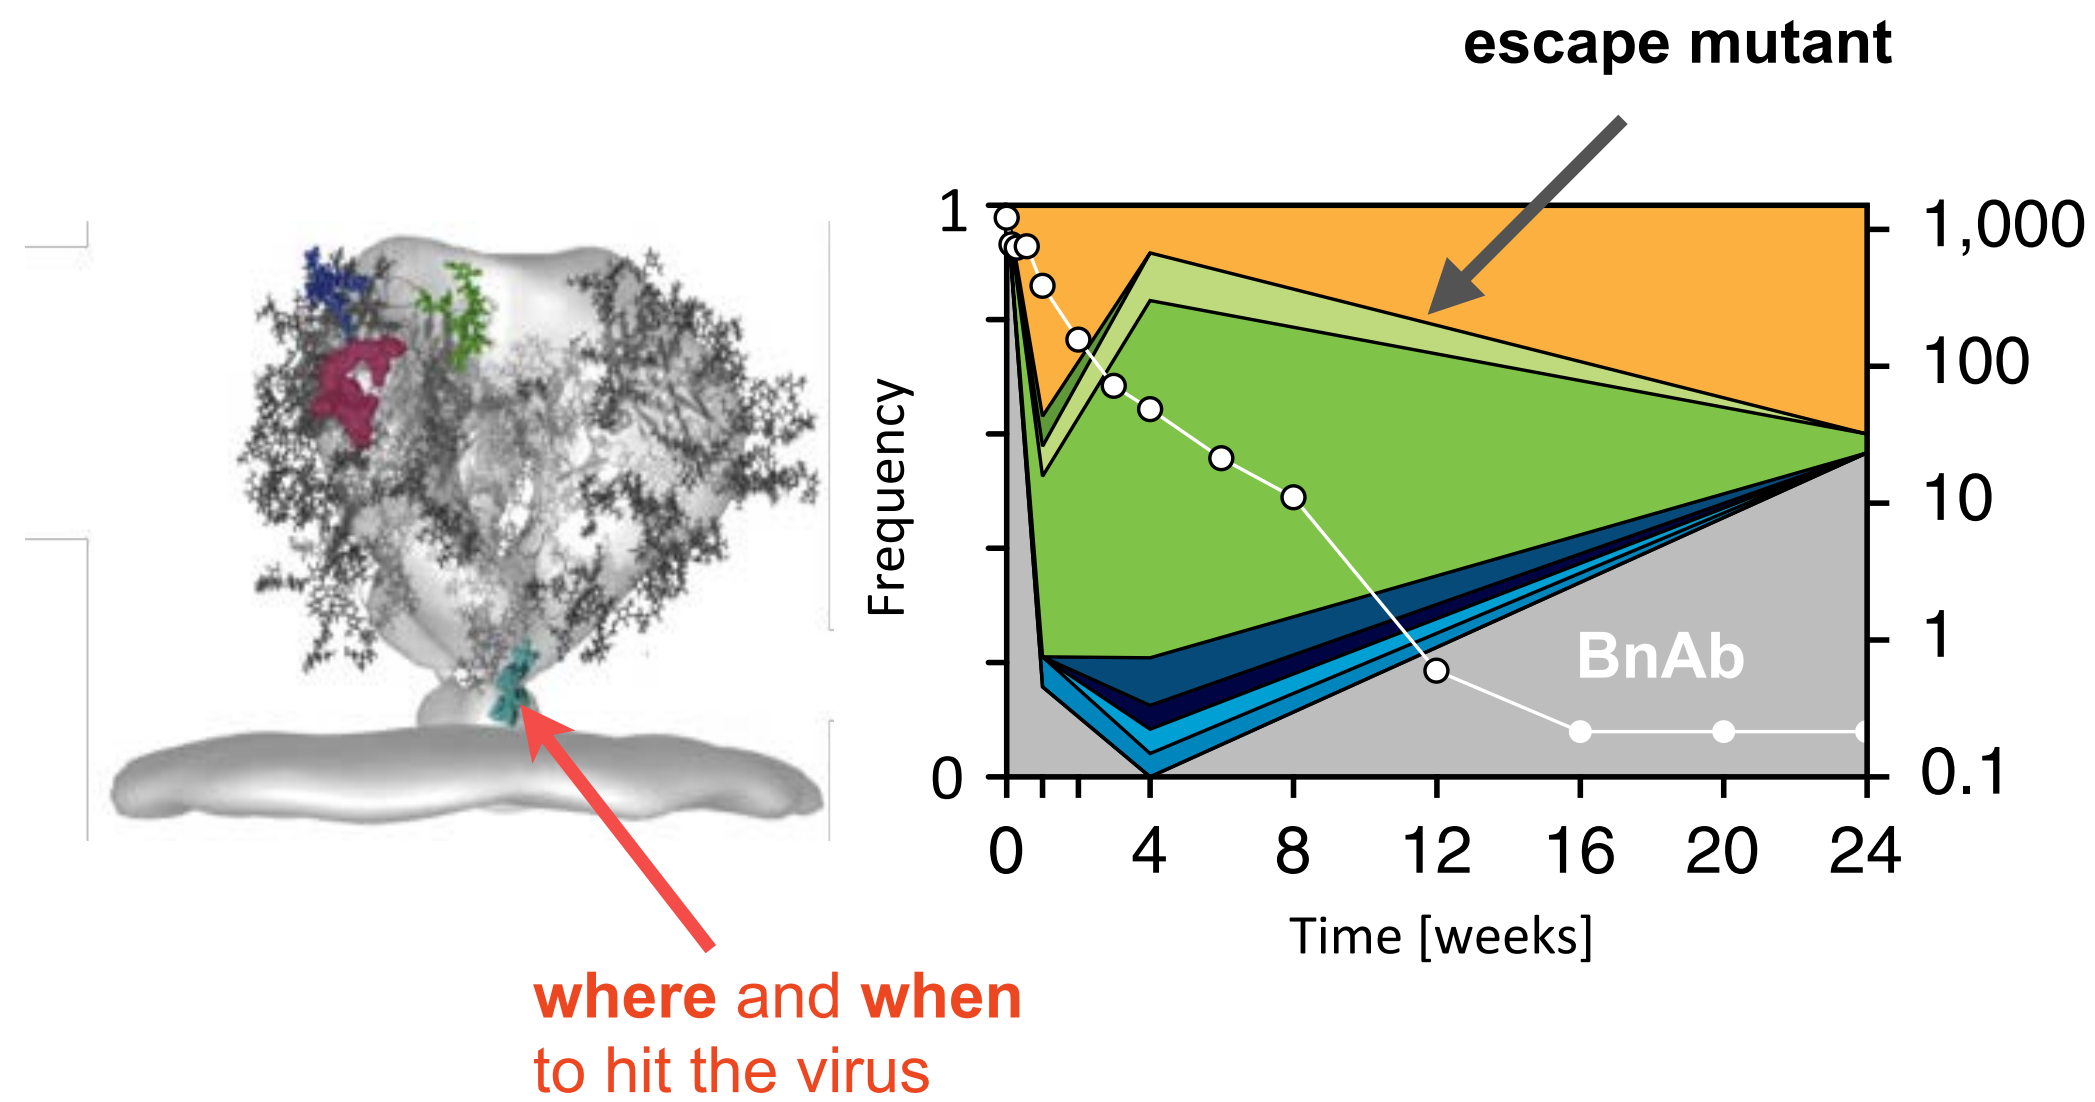 escape mutant
1
1,000
100
10
1
0.1
0
Frequency
BnAb
0 4 8 12 16 20 24
Time [weeks]
where and when
to hit the virus